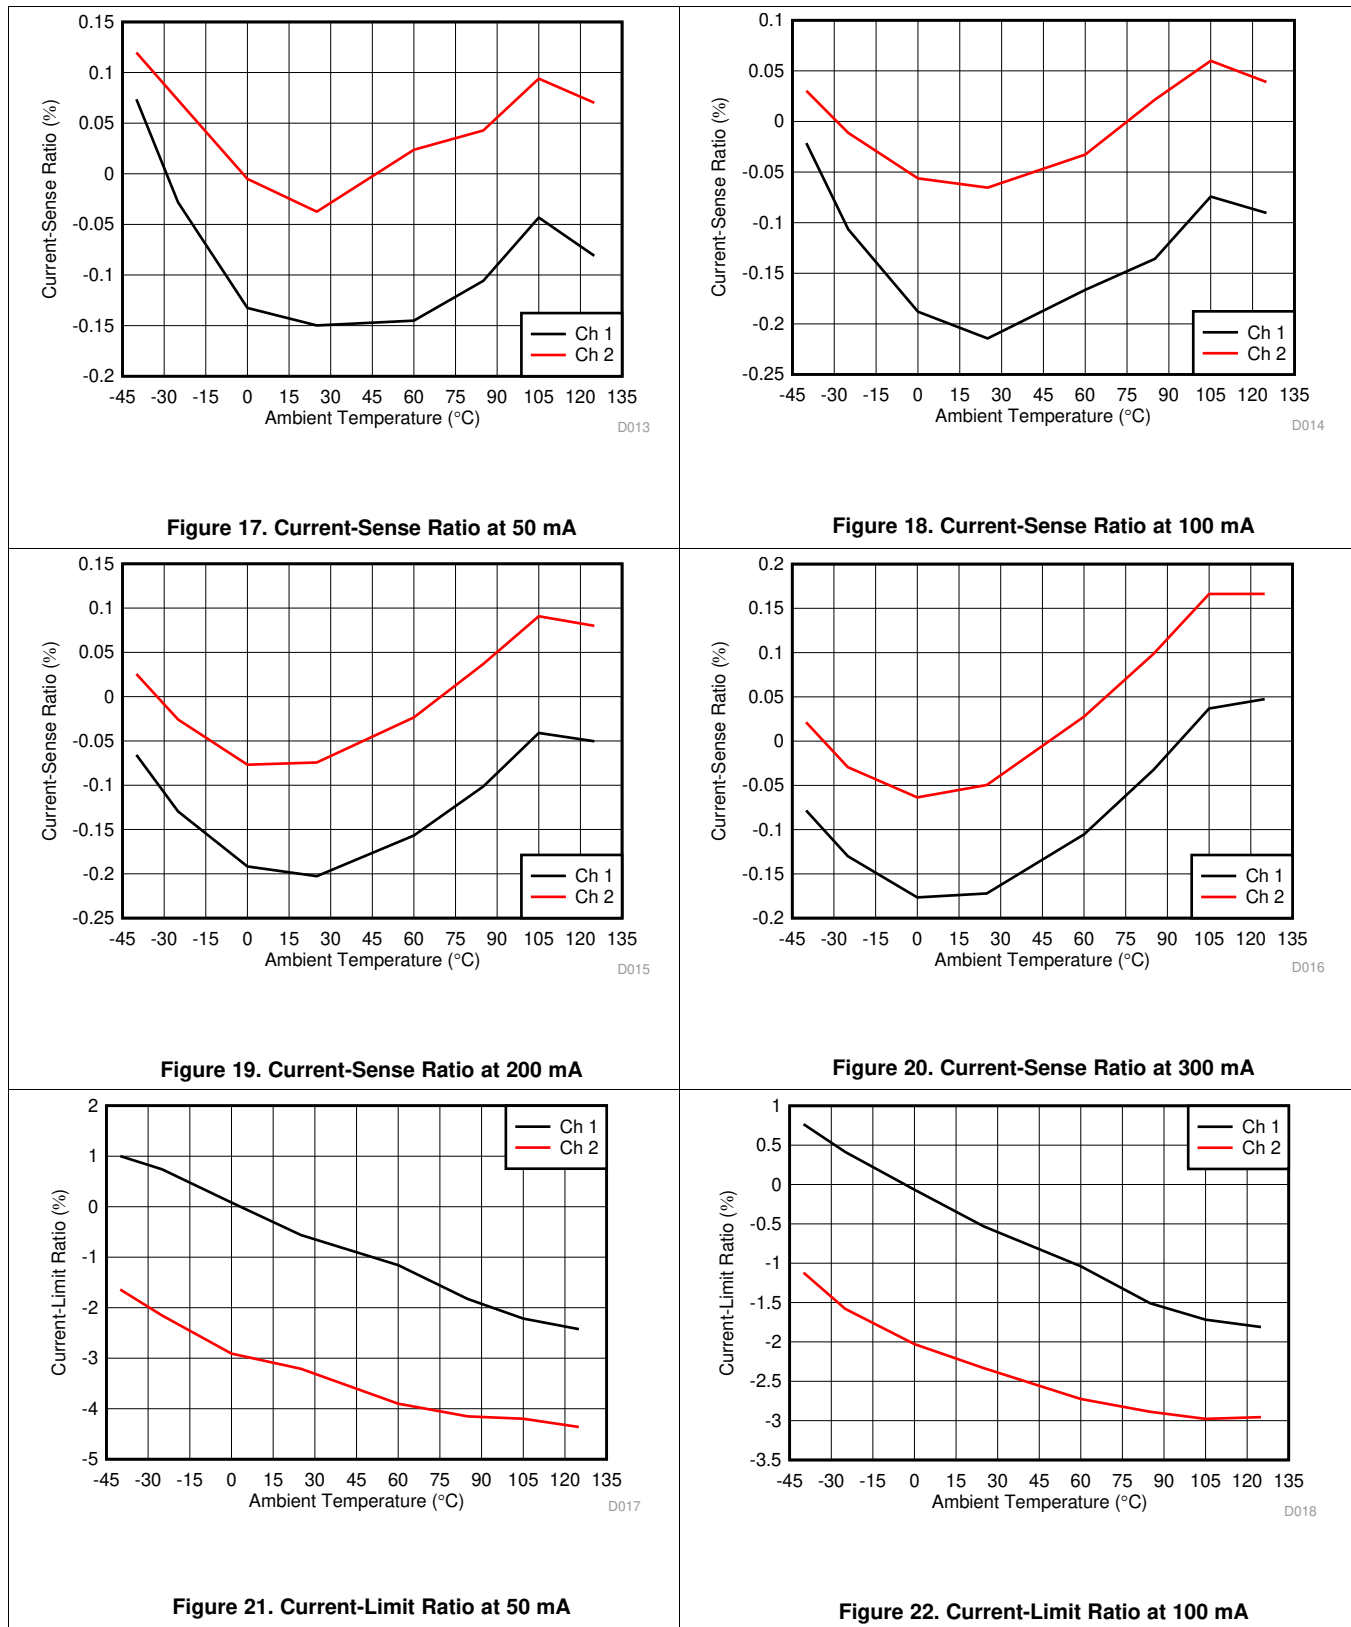 0.15
0.1
0.05
0
-0.05
-0.1
-0.15
-0.2
Current-Sense Ratio (%)
-45 -30 -15 0 15 30 45 60 75 90 105 120 135
Ambient Temperature (°C)
Ch 1
Ch 2
D013
Figure 17. Current-Sense Ratio at 50 mA
0.1
0.05
0
-0.05
-0.1
-0.15
-0.2
-0.25
Current-Sense Ratio (%)
-45 -30 -15 0 15 30 45 60 75 90 105 120 135
Ambient Temperature (°C)
Ch 1
Ch 2
D014
Figure 18. Current-Sense Ratio at 100 mA
0.15
0.1
0.05
0
-0.05
-0.1
-0.15
-0.2
-0.25
Current-Sense Ratio (%)
-45 -30 -15 0 15 30 45 60 75 90 105 120 135
Ambient Temperature (°C)
Ch 1
Ch 2
D015
Figure 19. Current-Sense Ratio at 200 mA
0.2
0.15
0.1
0.05
0
-0.05
-0.1
-0.15
-0.2
Current-Sense Ratio (%)
-45 -30 -15 0 15 30 45 60 75 90 105 120 135
Ambient Temperature (°C)
Ch 1
Ch 2
D016
Figure 20. Current-Sense Ratio at 300 mA
2
1
0
-1
-2
-3
-4
-5
Current-Limit Ratio (%)
-45 -30 -15 0 15 30 45 60 75 90 105 120 135
Ambient Temperature (°C)
Ch 1
Ch 2
D017
Figure 21. Current-Limit Ratio at 50 mA
1
0.5
0
-0.5
-1
-1.5
-2
-2.5
-3
-3.5
Current-Limit Ratio (%)
-45 -30 -15 0 15 30 45 60 75 90 105 120 135
Ambient Temperature (°C)
Ch 1
Ch 2
D018
Figure 22. Current-Limit Ratio at 100 mA